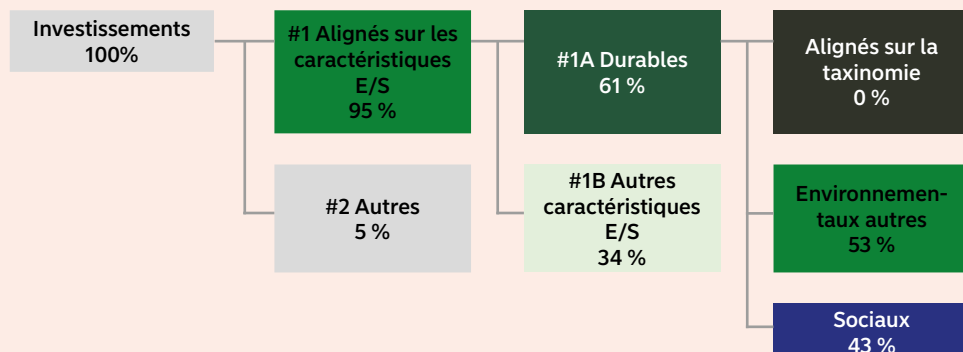 Investissements
100%
#1 Alignés sur les
caractéristiques
E/S
95 %
#1A Durables
61 %
Alignés sur la
taxinomie
0 %
#2 Autres
5 %
#1B Autres
caractéristiques
E/S
34 %
Environnemen-
taux autres
53 %
Sociaux
43 %